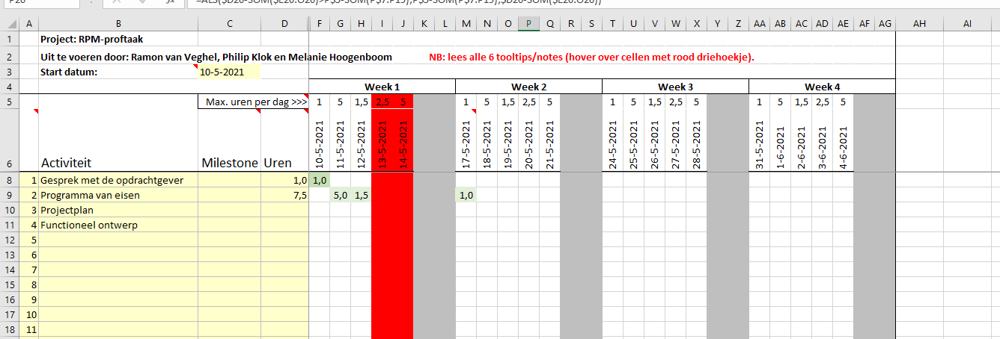 P20 fx =ALS($D20-SOM($E20:O20)>P$5-SOM(P$7:P19);P$5-SOM(P$7:P19);$D20-SOM($E20:O20))
A B C D F G H I J K L M N O P Q R S T U V W X Y Z AA AB AC AD AE AF AG AH AI
1 Project: RPM-proftaak
2 Uit te voeren door: Ramon van Veghel, Philip Klok en Melanie Hoogenboom NB: lees alle 6 tooltips/notes (hover over cellen met rood driehoekje).
3 Start datum: 10-5-2021
4 Week 1 Week 2 Week 3 Week 4
5 Max. uren per dag >>> 1 5 1,5 2,5 5 1 5 1,5 2,5 5 1 5 1,5 2,5 5 1 5 1,5 2,5 5
6 Activiteit Milestone Uren 10-5-2021 11-5-2021 12-5-2021 13-5-2021 14-5-2021 17-5-2021 18-5-2021 19-5-2021 20-5-2021 21-5-2021 24-5-2021 25-5-2021 26-5-2021 27-5-2021 28-5-2021 31-5-2021 1-6-2021 2-6-2021 3-6-2021 4-6-2021
8 1 Gesprek met de opdrachtgever 1,0 1,0
9 2 Programma van eisen 7,5 5,0 1,5 1,0
10 3 Projectplan
11 4 Functioneel ontwerp
12 5
13 6
14 7
15 8
16 9
17 10
18 11